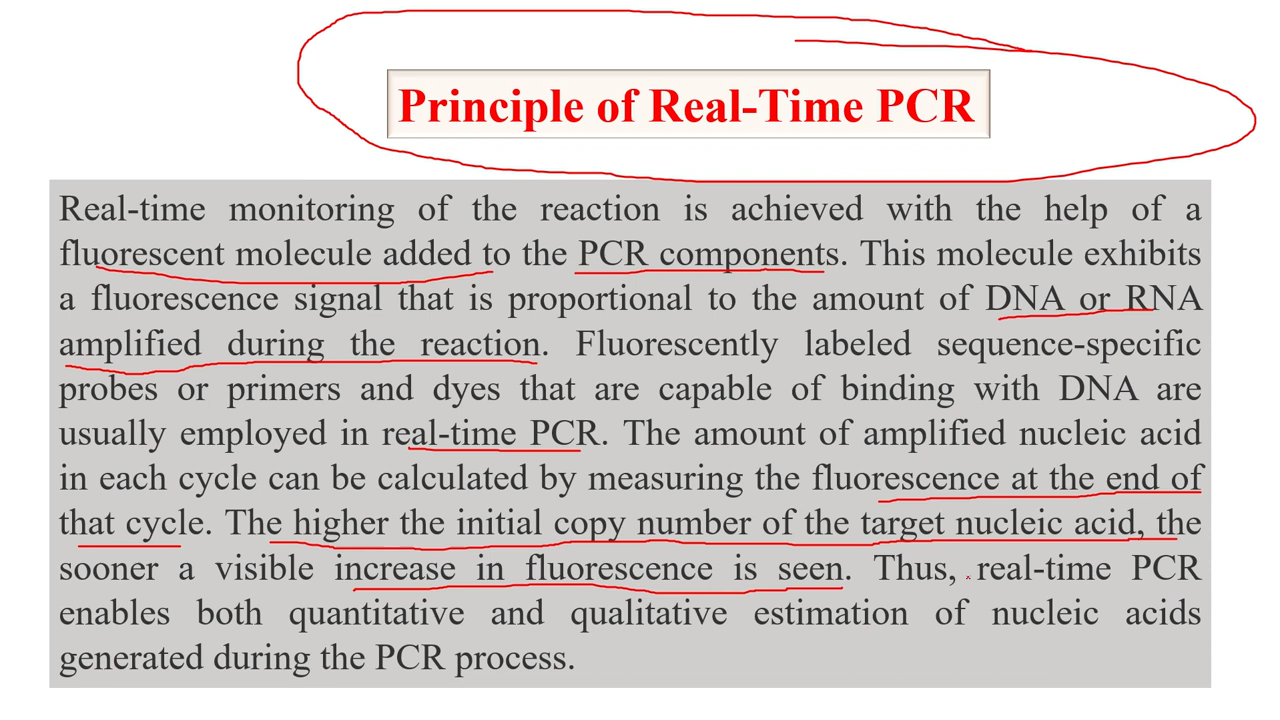 Principle of Real-Time PCR
Real-time monitoring of the reaction is achieved with the help of a
fluorescent molecule added to the PCR components. This molecule exhibits
a fluorescence signal that is proportional to the amount of DNA or RNA
amplified during the reaction. Fluorescently labeled sequence-specific
probes or primers and dyes that are capable of binding with DNA are
usually employed in real-time PCR. The amount of amplified nucleic acid
in each cycle can be calculated by measuring the fluorescence at the end of
that cycle. The higher the initial copy number of the target nucleic acid, the
sooner a visible increase in fluorescence is seen. Thus, real-time PCR
enables both quantitative and qualitative estimation of nucleic acids
generated during the PCR process.